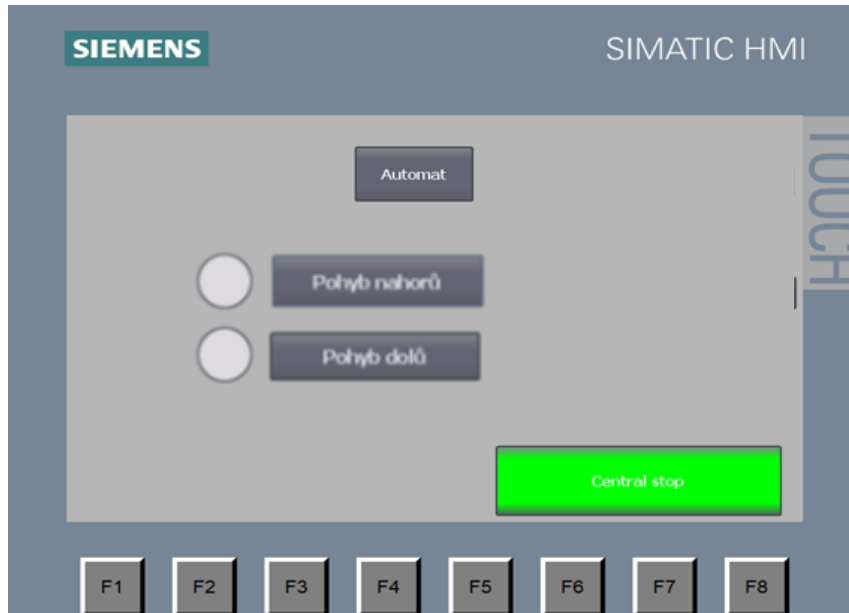 SIEMENS
SIMATIC HMI
TOUCH
Automat
Pohyb nahorů
Pohyb dolů
Central stop
F1 F2 F3 F4 F5 F6 F7 F8